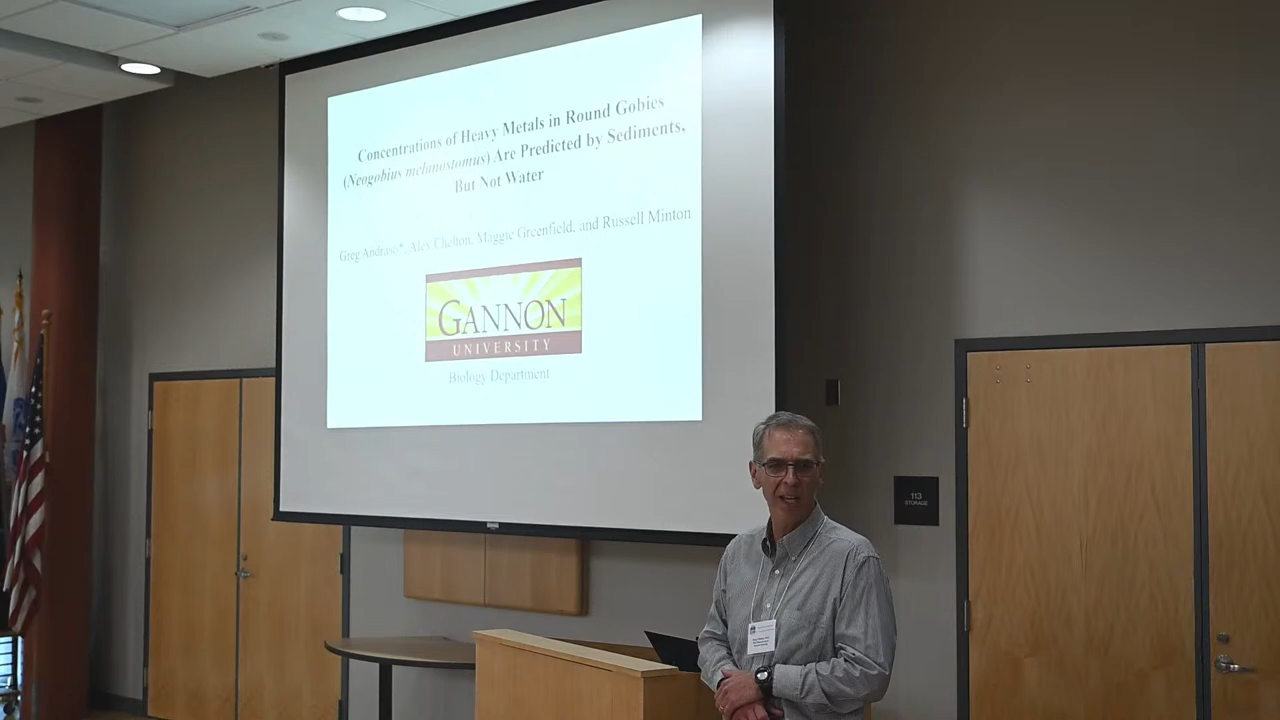 Concentrations of Heavy Metals in Round Gobies
(Neogobius melanostomus) Are Predicted by Sediments,
But Not Water
Greg Andraso*, Alex Chelton, Maggie Greenfield, and Russell Minton
GANNON
UNIVERSITY
Biology Department
113
STORAGE